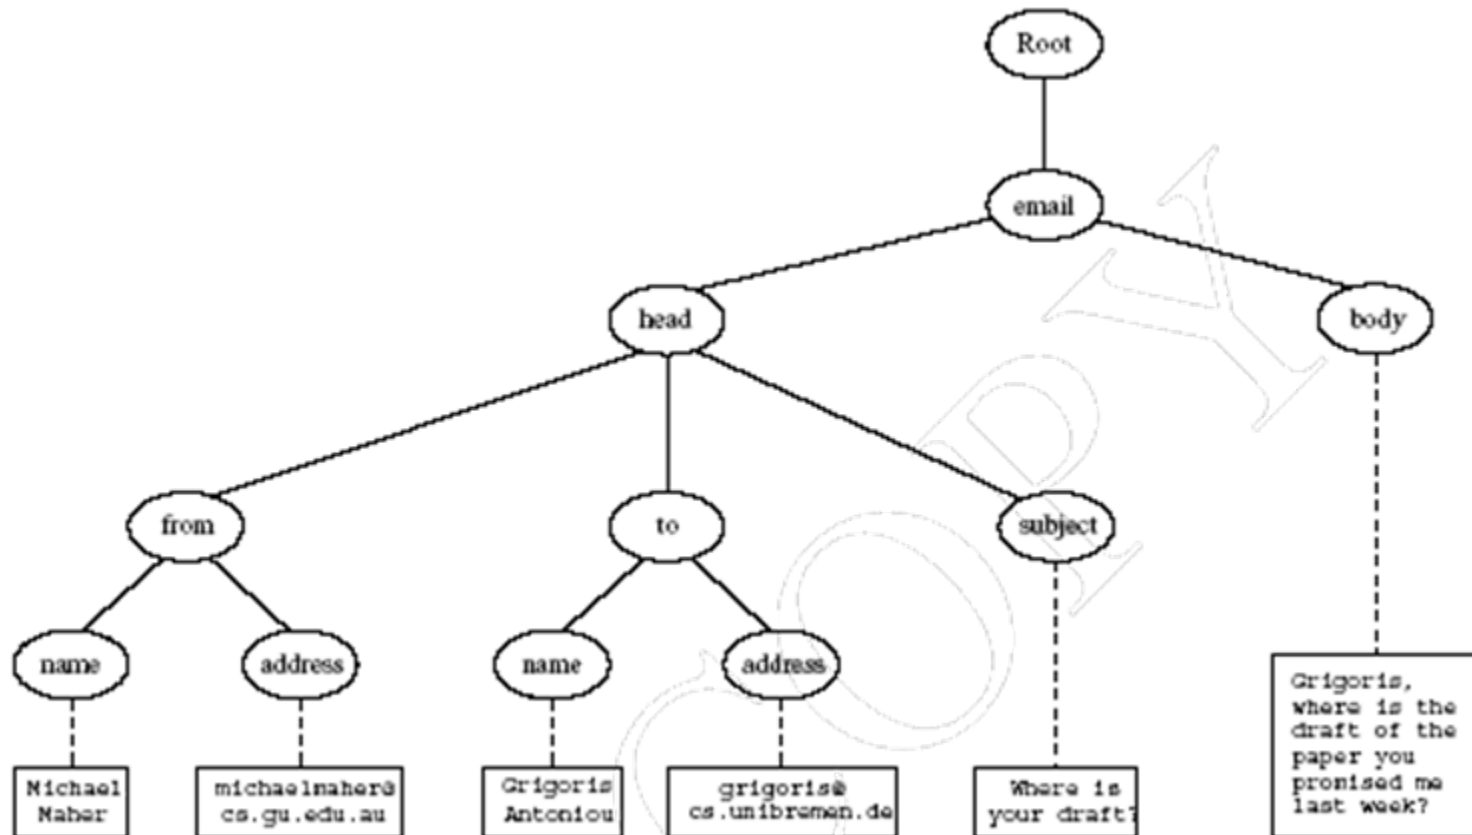 Root
email
head
body
from
to
subject
name
address
name
address
Michael
Maher
michaelmaher@
cs.gu.edu.au
Grigoris
Antoniou
grigoris@
cs.unibremen.de
Where is
your draft?
Grigoris,
where is the
draft of the
paper you
promised me
last week?
COPY